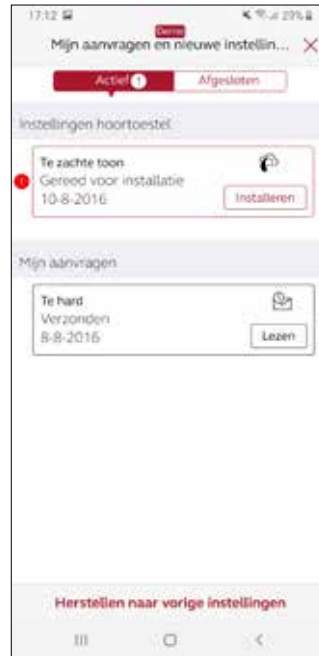 17:12
29%
Demo
Mijn aanvragen en nieuwe instellin...
Actief 1
Afgesloten
Instellingen hoortoestel
Te zachte toon
Gereed voor installatie
10-8-2016
Installeren
Mijn aanvragen
Te hard
Verzonden
8-8-2016
Lezen
Herstellen naar vorige instellingen